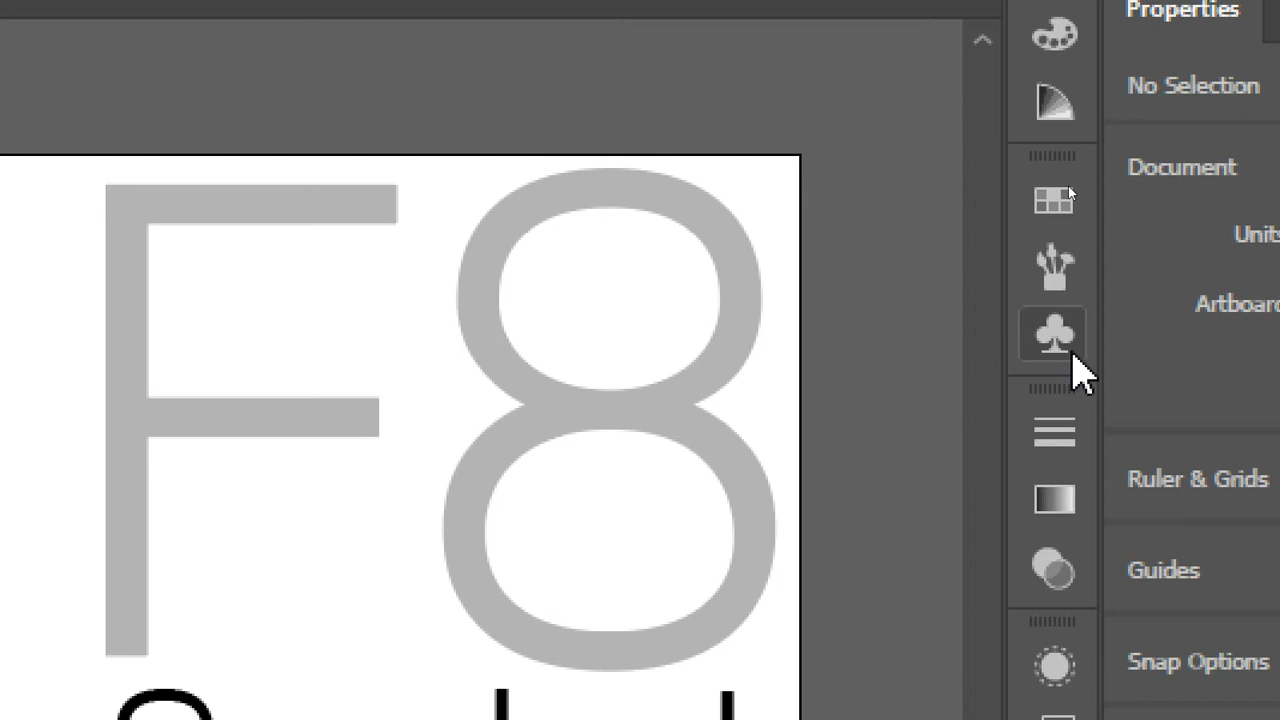 Properties
No Selection
Document
Units
Artboard
F8
Ruler & Grids
Guides
Snap Options